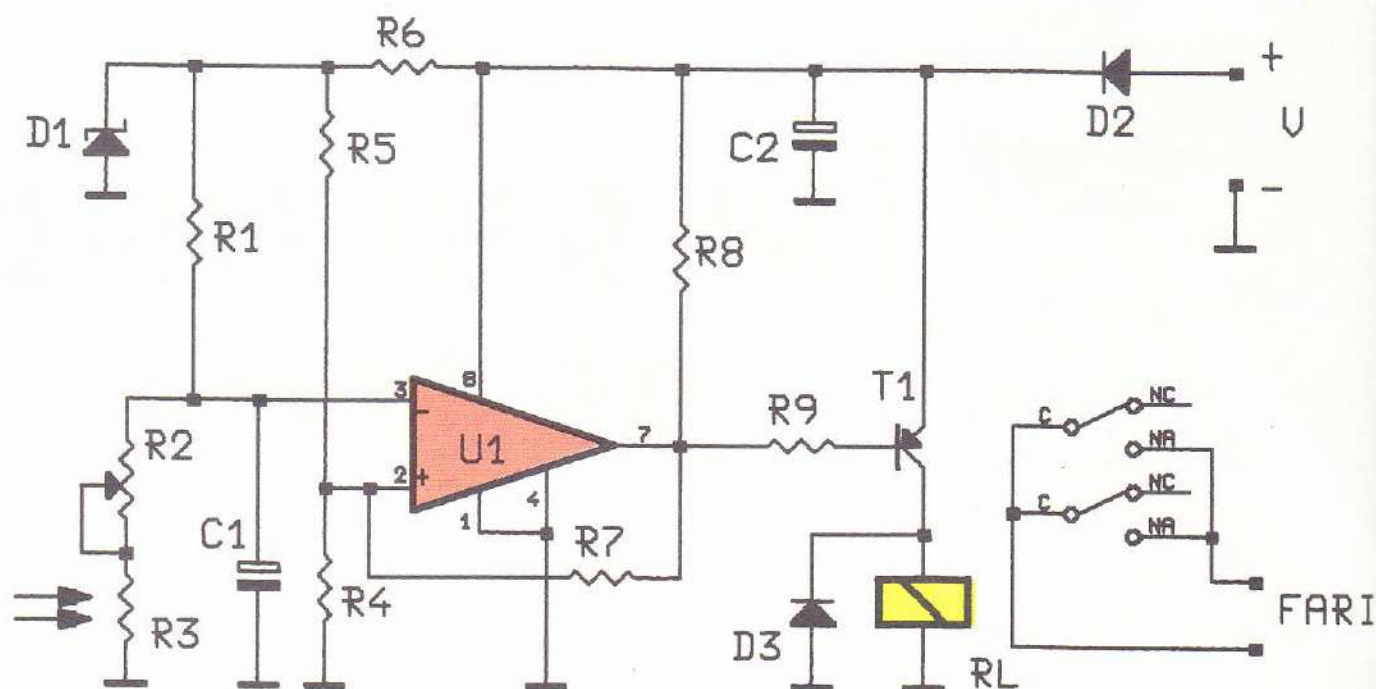 R6
+
D1
R5
C2
D2
V
-
R1
R8
3
8
-
T1
NC
R9
C
R2
U1
7
NA
2
+
NC
C
4
1
NA
C1
R7
R4
FARI
R3
D3
RL